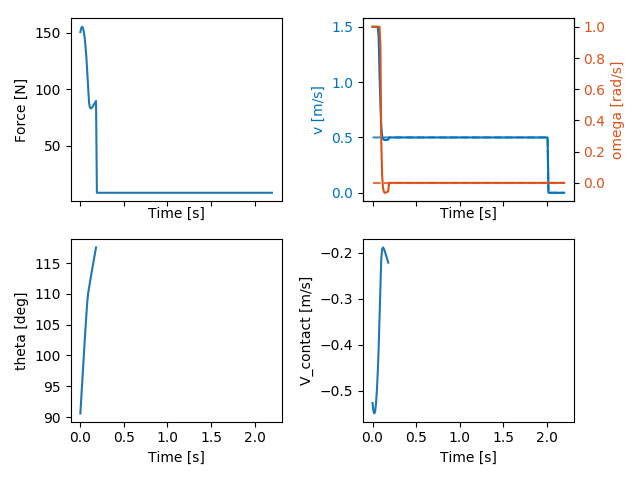 150
100
50
Force [N]
Time [s]
1.5
1.0
0.5
0.0
v [m/s]
1.0
0.8
0.6
0.4
0.2
0.0
omega [rad/s]
Time [s]
115
110
105
100
95
90
theta [deg]
0.0 0.5 1.0 1.5 2.0
Time [s]
−0.2
−0.3
−0.4
−0.5
V_contact [m/s]
0.0 0.5 1.0 1.5 2.0
Time [s]